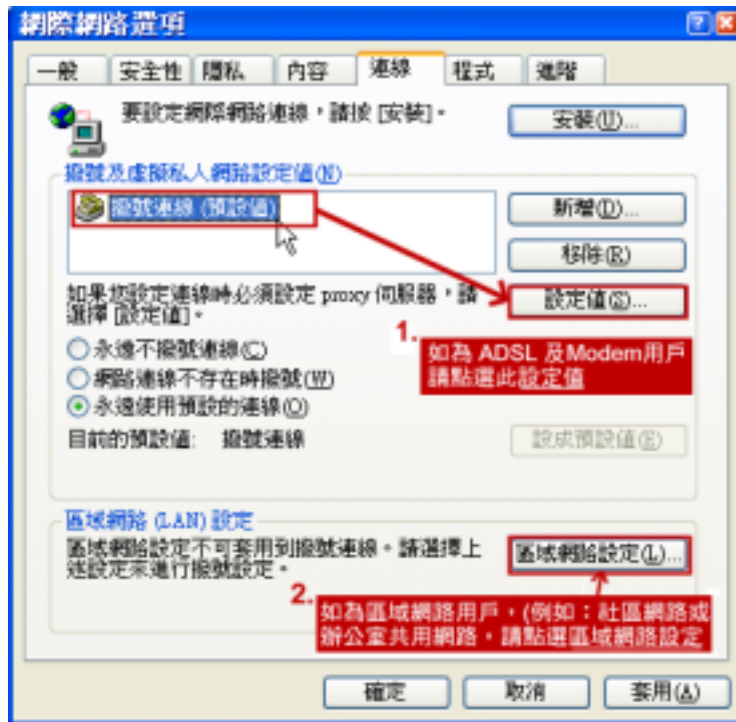 網際網路選項
一般 安全性 隱私 內容 連線 程式 進階
要設定網際網路連線，請按 [安裝]。
安裝(U)...
撥號及虛擬私人網路設定值(N)
撥號連線 (預設值)
新增(D)...
移除(R)
如果您設定連線時必須設定 proxy 伺服器，請
選擇 [設定值]。
設定值(S)...
1.
如為 ADSL 及Modem用戶
請點選此設定值
永遠不撥號連線(C)
網路連線不存在時撥號(W)
永遠使用預設的連線(O)
目前的預設值: 撥號連線
設成預設值(E)
區域網路 (LAN) 設定
區域網路設定不可套用到撥號連線。請選擇上
述設定來進行撥號設定。
區域網路設定(L)...
2.
如為區域網路用戶，(例如：社區網路或
辦公室共用網路，請點選區域網路設定
確定 取消 套用(A)